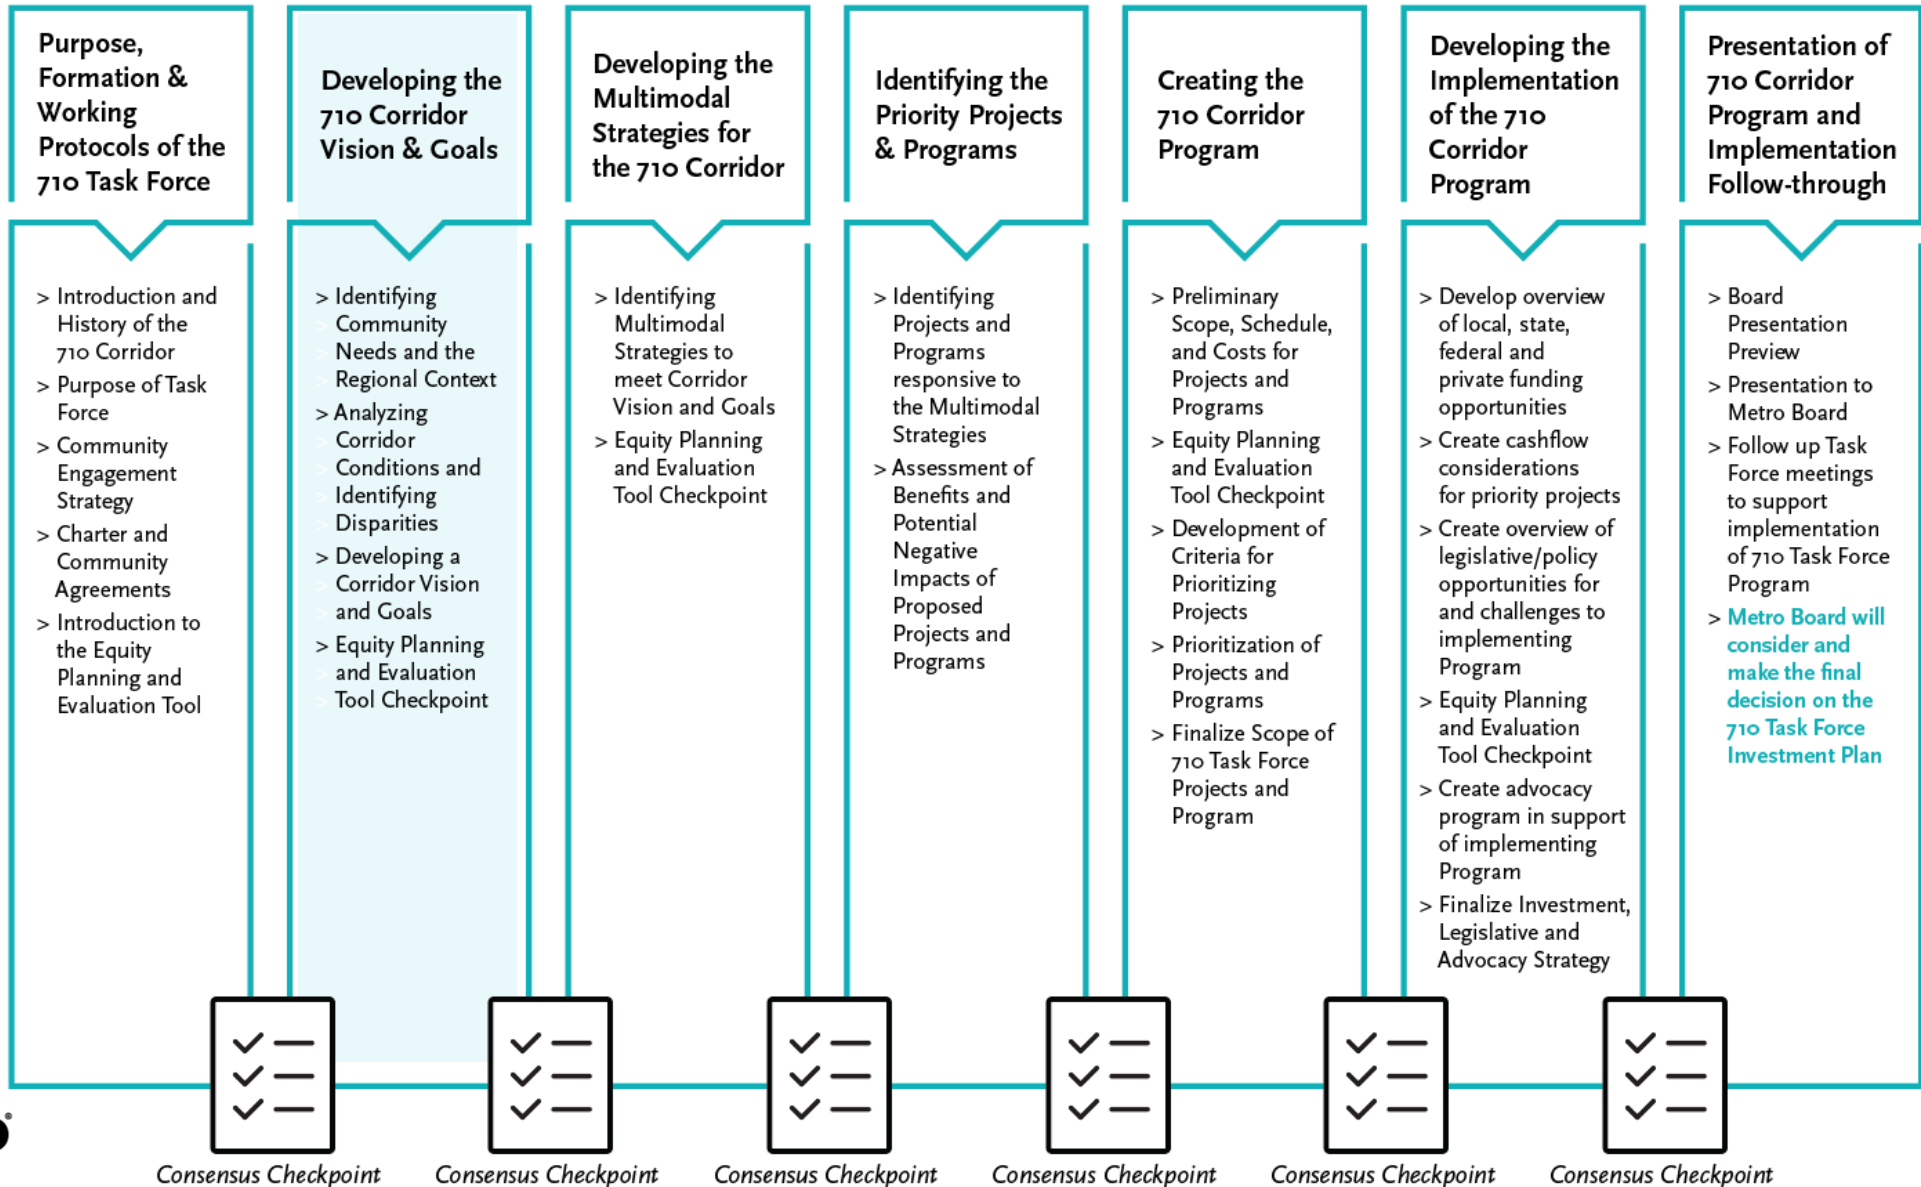 Purpose,
Formation &
Working
Protocols of the
710 Task Force
> Introduction and
History of the
710 Corridor
> Purpose of Task
Force
> Community
Engagement
Strategy
> Charter and
Community
Agreements
> Introduction to
the Equity
Planning and
Evaluation Tool
Developing the
710 Corridor
Vision & Goals
> Identifying
Community
Needs and the
Regional Context
> Analyzing
Corridor
Conditions and
Identifying
Disparities
> Developing a
Corridor Vision
and Goals
> Equity Planning
and Evaluation
Tool Checkpoint
Developing the
Multimodal
Strategies for
the 710 Corridor
> Identifying
Multimodal
Strategies to
meet Corridor
Vision and Goals
> Equity Planning
and Evaluation
Tool Checkpoint
Identifying the
Priority Projects
& Programs
> Identifying
Projects and
Programs
responsive to
the Multimodal
Strategies
> Assessment of
Benefits and
Potential
Negative
Impacts of
Proposed
Projects and
Programs
Creating the
710 Corridor
Program
> Preliminary
Scope, Schedule,
and Costs for
Projects and
Programs
> Equity Planning
and Evaluation
Tool Checkpoint
> Development of
Criteria for
Prioritizing
Projects
> Prioritization of
Projects and
Programs
> Finalize Scope of
710 Task Force
Projects and
Program
Developing the
Implementation
of the 710
Corridor
Program
> Develop overview
of local, state,
federal and
private funding
opportunities
> Create cashflow
considerations
for priority projects
> Create overview of
legislative/policy
opportunities for
and challenges to
implementing
Program
> Equity Planning
and Evaluation
Tool Checkpoint
> Create advocacy
program in support
of implementing
Program
> Finalize Investment,
Legislative and
Advocacy Strategy
Presentation of
710 Corridor
Program and
Implementation
Follow-through
> Board
Presentation
Preview
> Presentation to
Metro Board
> Follow up Task
Force meetings
to support
implementation
of 710 Task Force
Program
> Metro Board will
consider and
make the final
decision on the
710 Task Force
Investment Plan
®
Consensus Checkpoint
Consensus Checkpoint
Consensus Checkpoint
Consensus Checkpoint
Consensus Checkpoint
Consensus Checkpoint